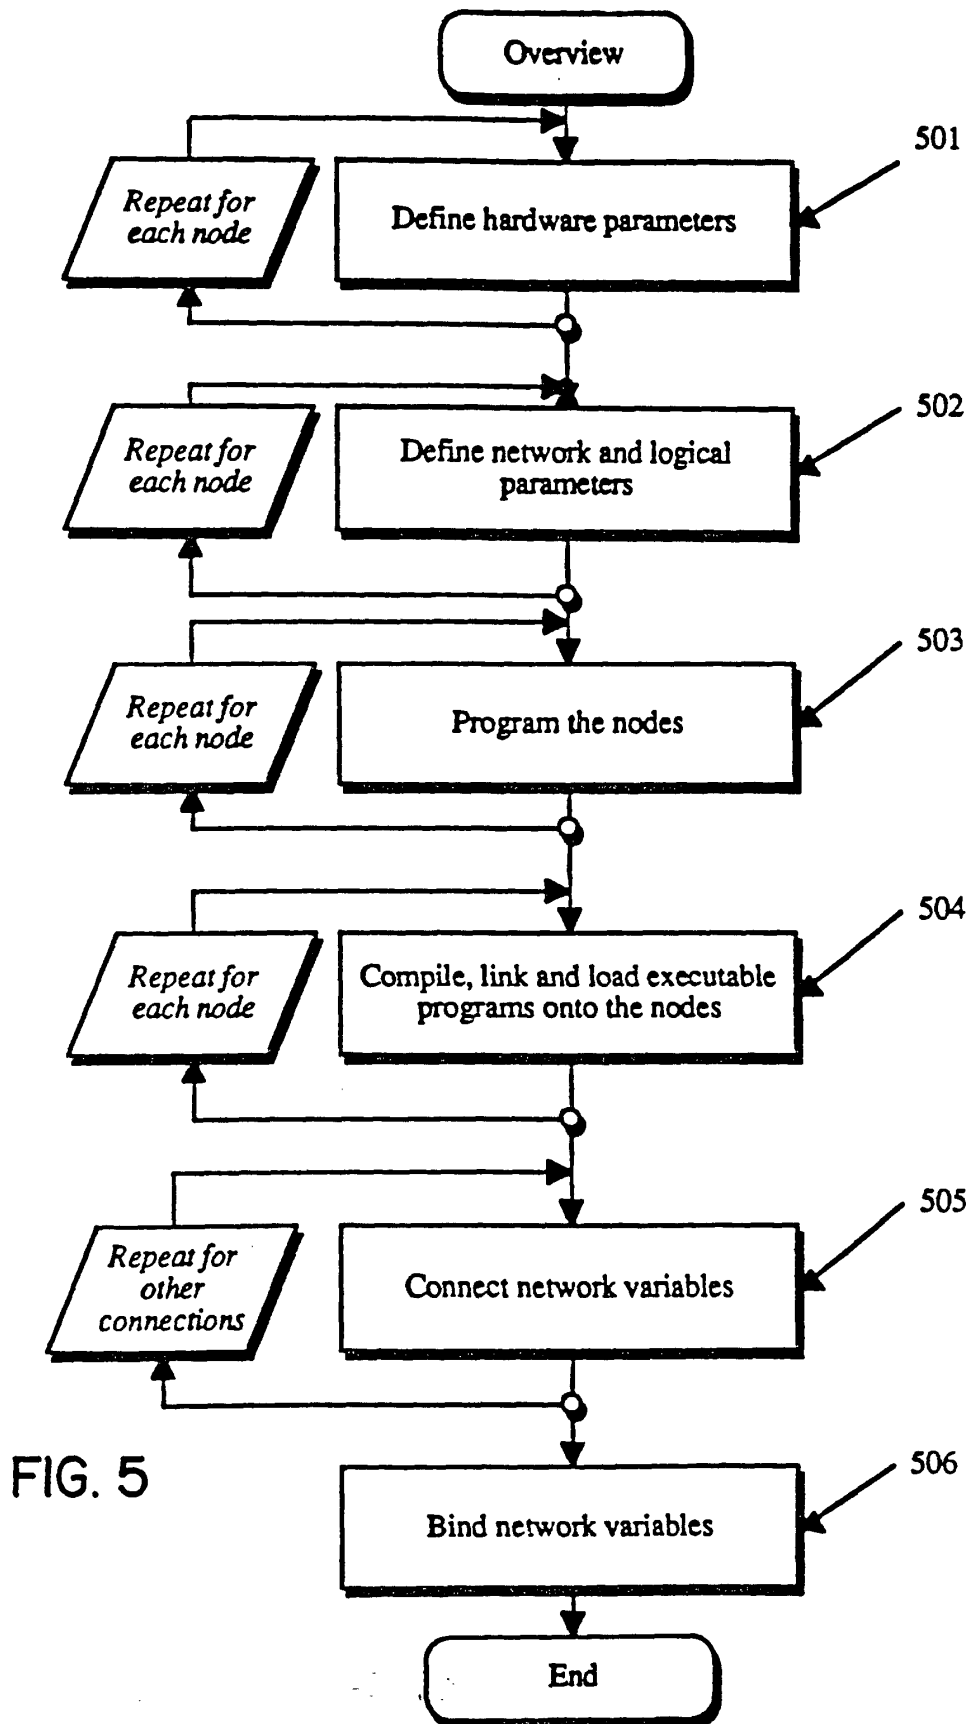 Overview
501
Repeat for
each node
Define hardware parameters
502
Repeat for
each node
Define network and logical
parameters
503
Repeat for
each node
Program the nodes
504
Repeat for
each node
Compile, link and load executable
programs onto the nodes
505
Repeat for
other
connections
Connect network variables
FIG. 5
506
Bind network variables
End